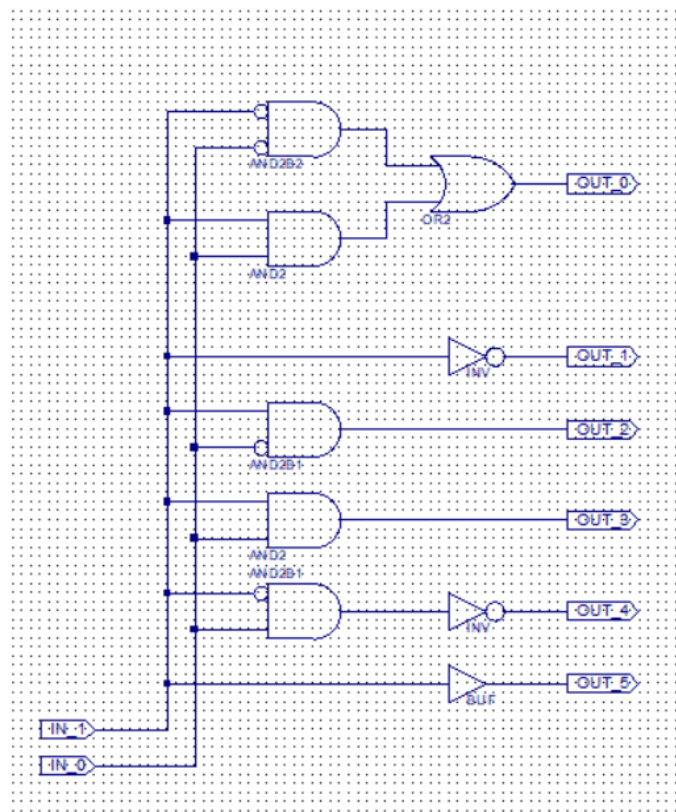 AND2B2
OUT_0
OR2
AND2
OUT_1
INV
OUT_2
AND2B1
OUT_3
AND2
AND2B1
OUT_4
INV
OUT_5
BUF
IN_1
IN_0